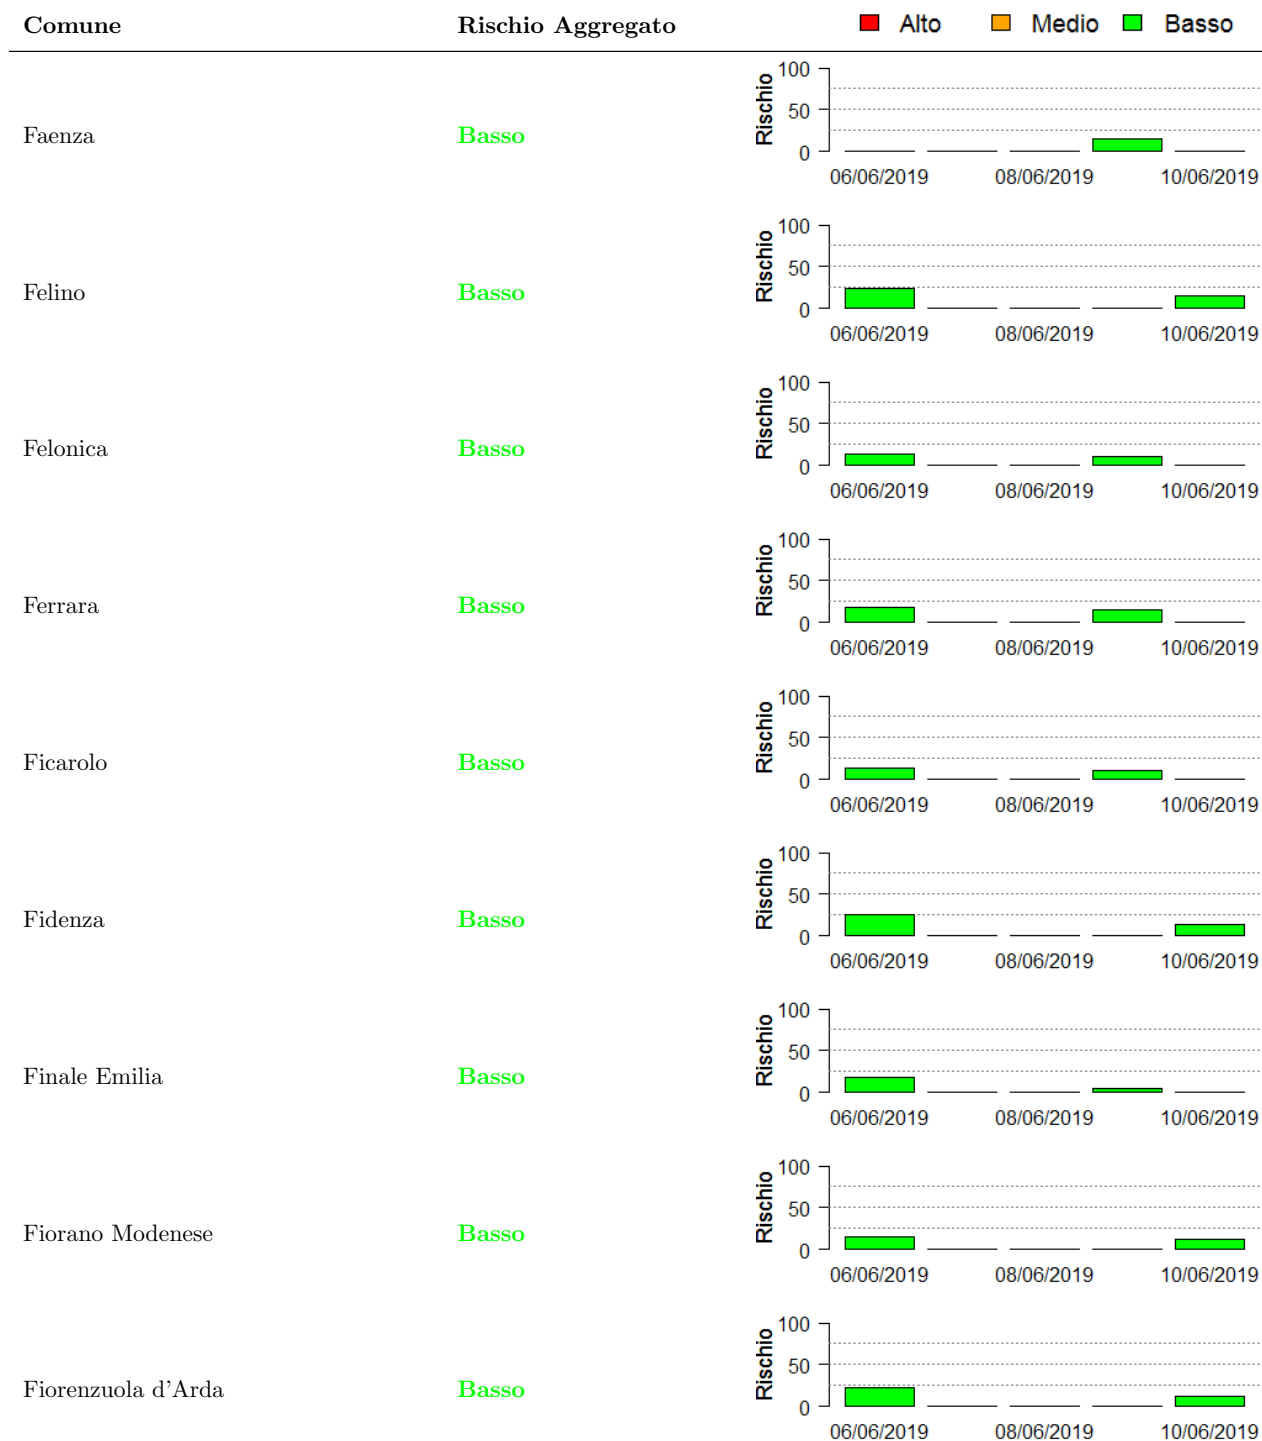 Comune Rischio Aggregato Alto Medio Basso
Faenza Basso
Rischio
100
50
0
06/06/2019 08/06/2019 10/06/2019
Felino Basso
Rischio
100
50
0
06/06/2019 08/06/2019 10/06/2019
Felonica Basso
Rischio
100
50
0
06/06/2019 08/06/2019 10/06/2019
Ferrara Basso
Rischio
100
50
0
06/06/2019 08/06/2019 10/06/2019
Ficarolo Basso
Rischio
100
50
0
06/06/2019 08/06/2019 10/06/2019
Fidenza Basso
Rischio
100
50
0
06/06/2019 08/06/2019 10/06/2019
Finale Emilia Basso
Rischio
100
50
0
06/06/2019 08/06/2019 10/06/2019
Fiorano Modenese Basso
Rischio
100
50
0
06/06/2019 08/06/2019 10/06/2019
Fiorenzuola d'Arda Basso
Rischio
100
50
0
06/06/2019 08/06/2019 10/06/2019